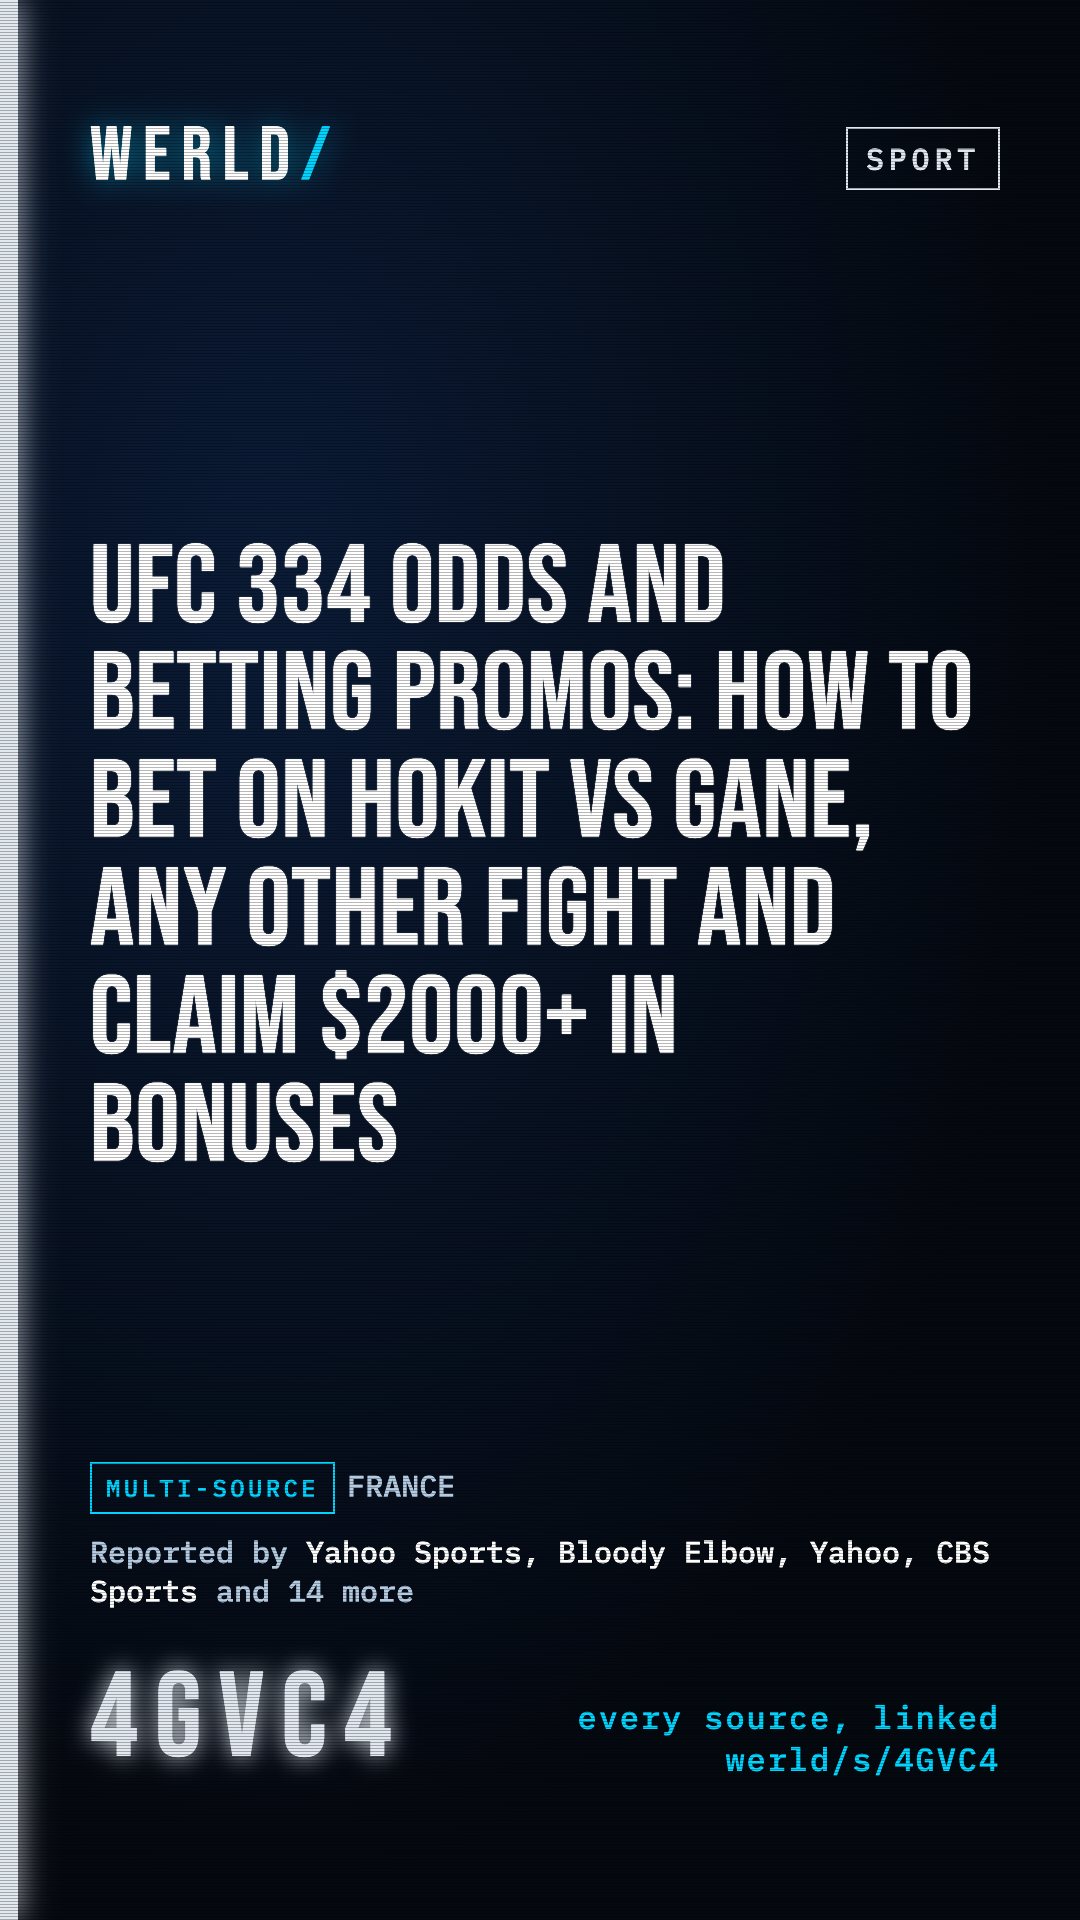 WERLD/
SPORT
UFC 334 ODDS AND
BETTING PROMOS: HOW TO
BET ON HOKIT VS GANE,
ANY OTHER FIGHT AND
CLAIM $2000+ IN
BONUSES
MULTI-SOURCE FRANCE
Reported by Yahoo Sports, Bloody Elbow, Yahoo, CBS
Sports and 14 more
4GVC4
every source, linked
werld/s/4GVC4